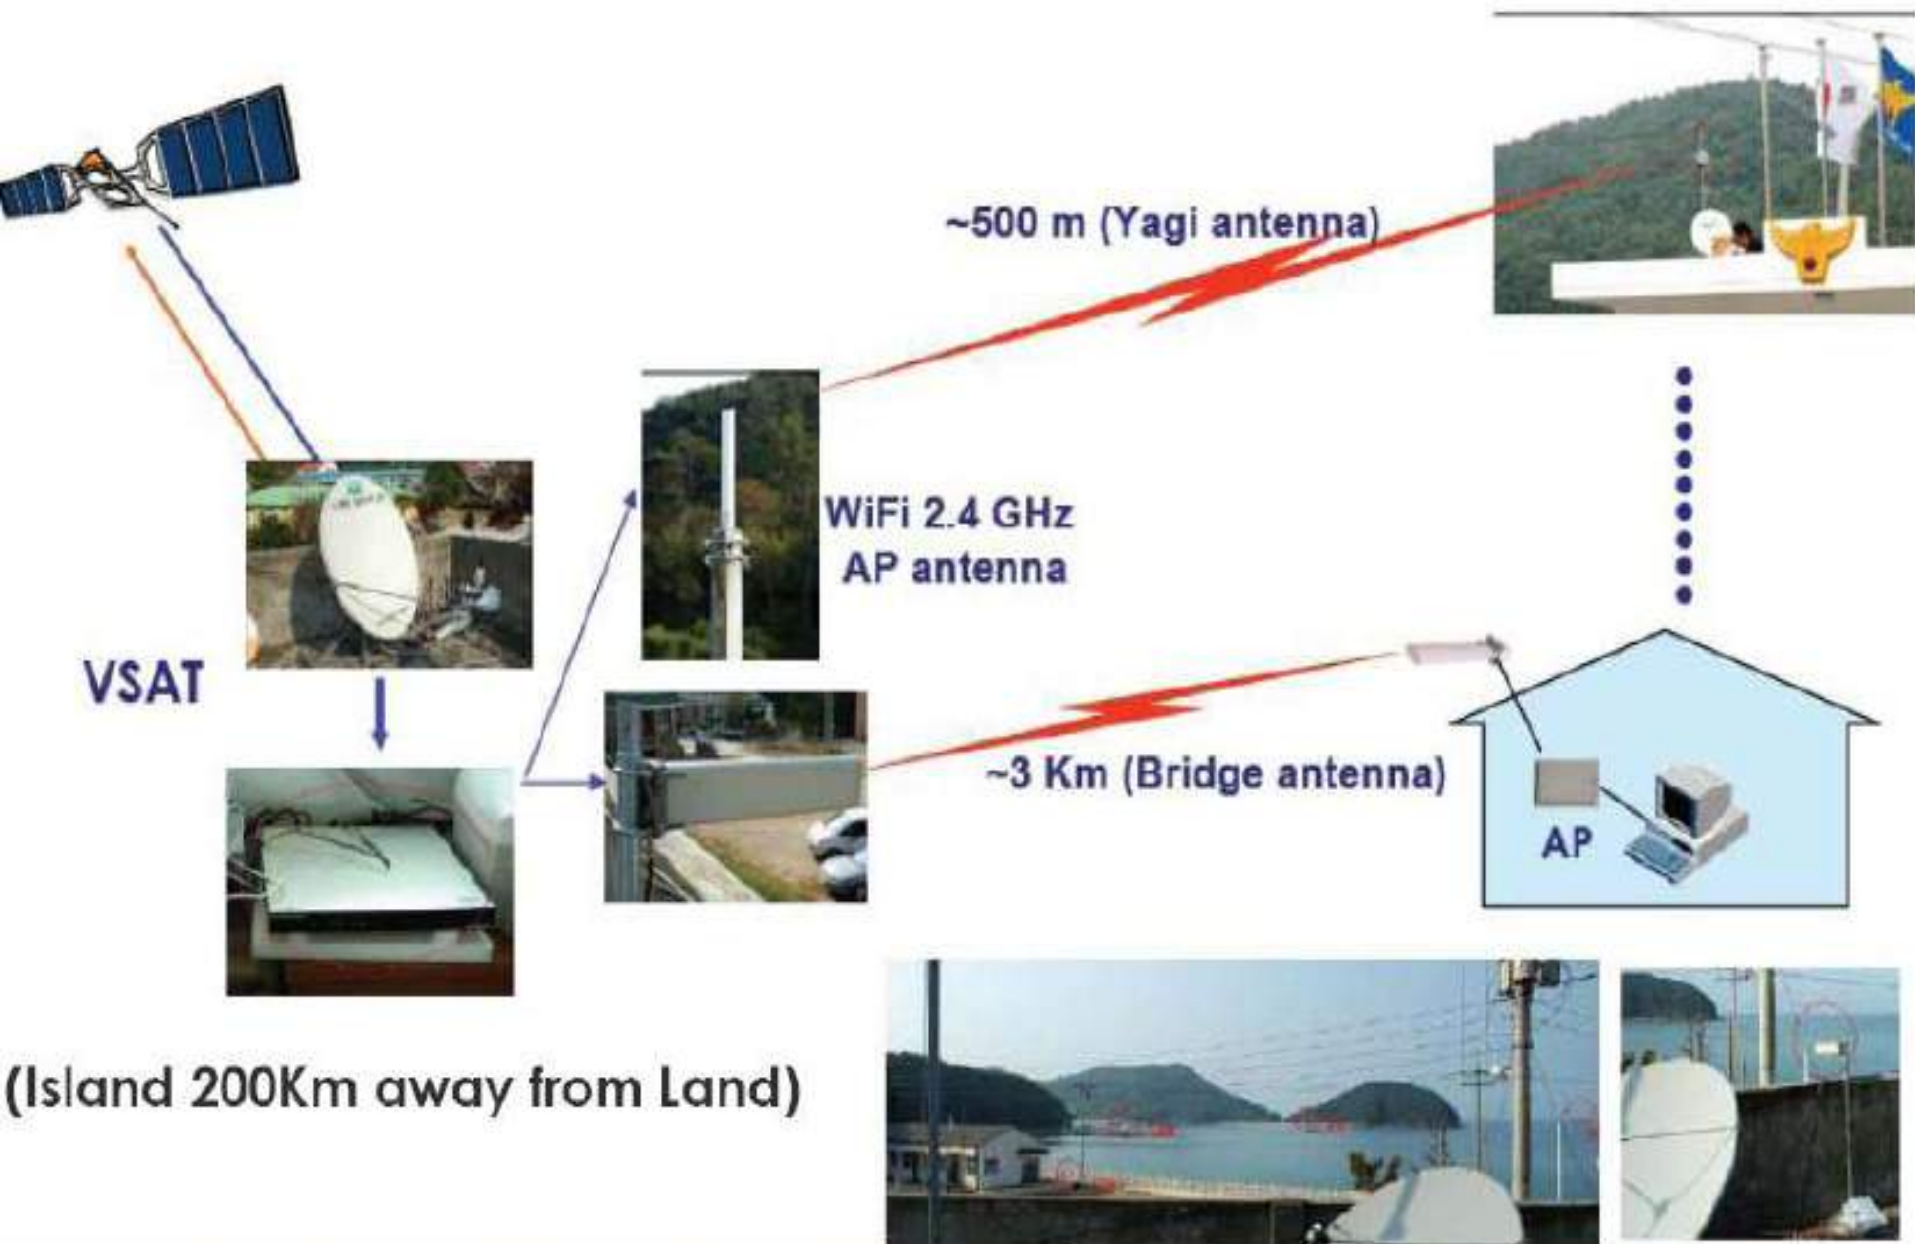 ~500 m (Yagi antenna)
WiFi 2.4 GHz
AP antenna
VSAT
~3 Km (Bridge antenna)
AP
(Island 200Km away from Land)